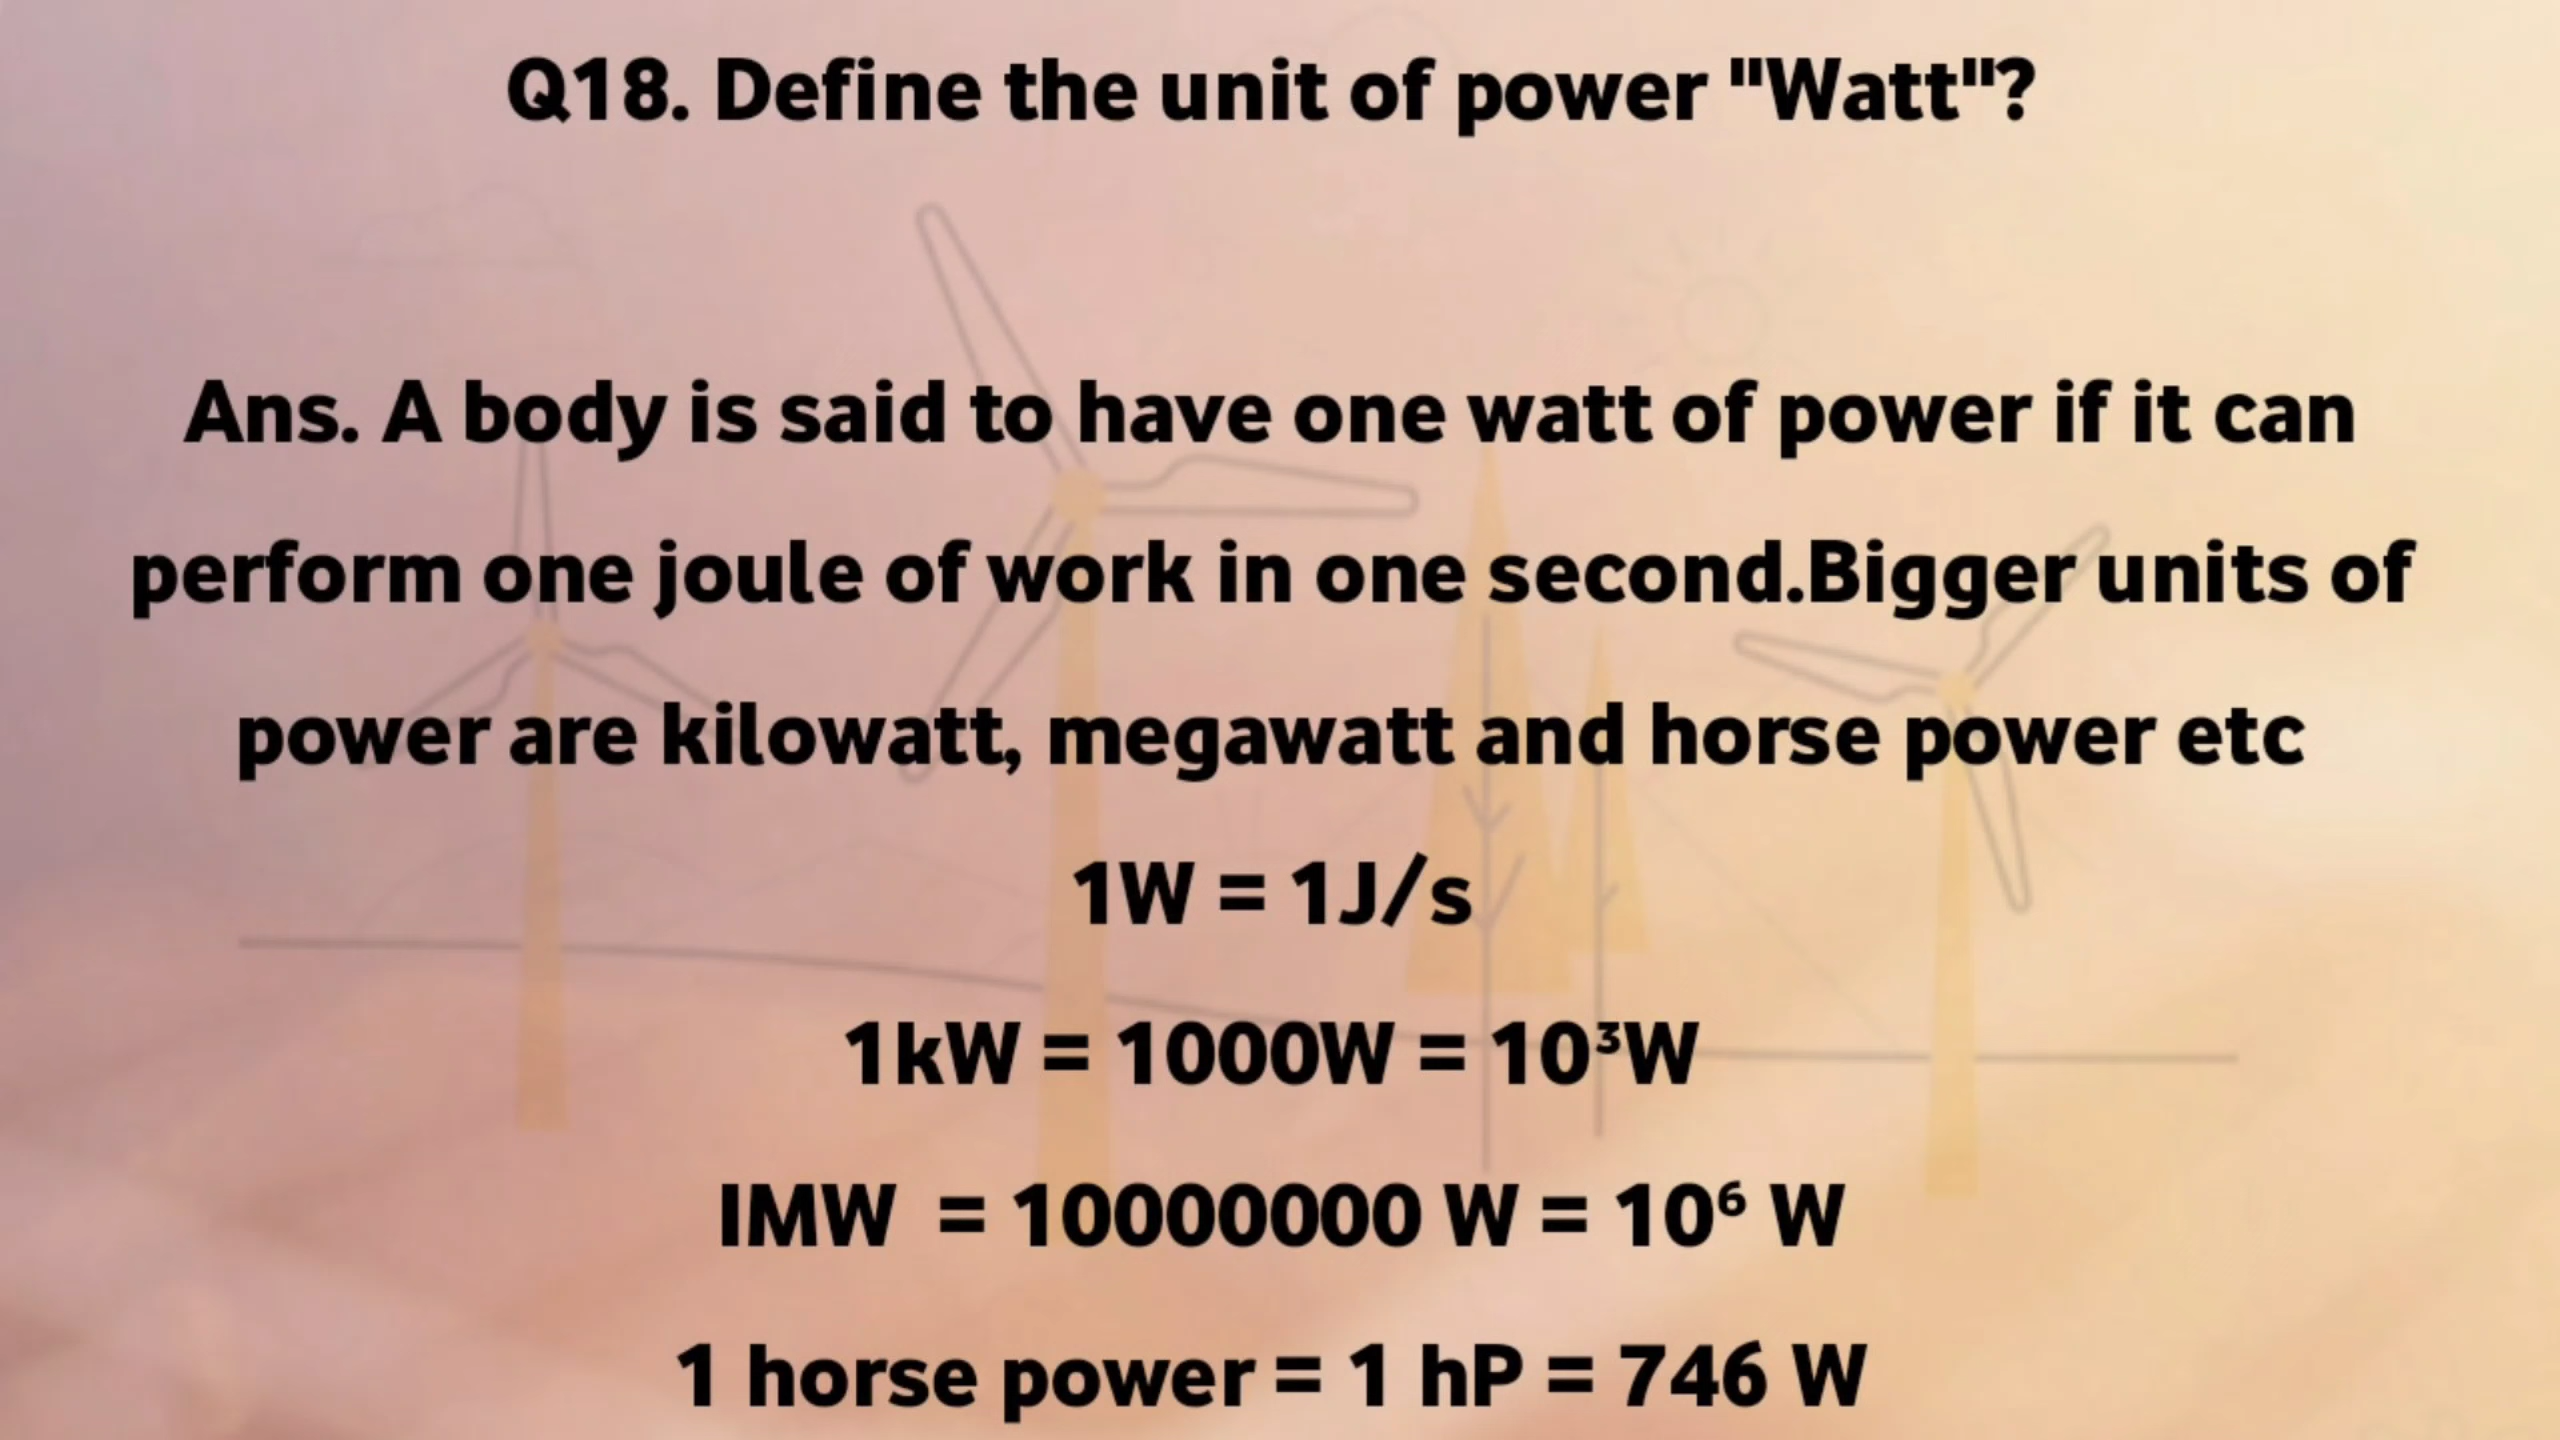 Q18. Define the unit of power "Watt"?
Ans. A body is said to have one watt of power if it can
perform one joule of work in one second.Bigger units of
power are kilowatt, megawatt and horse power etc
1W = 1J/s
1kW = 1000W = 10³W
IMW = 10000000 W = 10⁶ W
1 horse power = 1 hP = 746 W